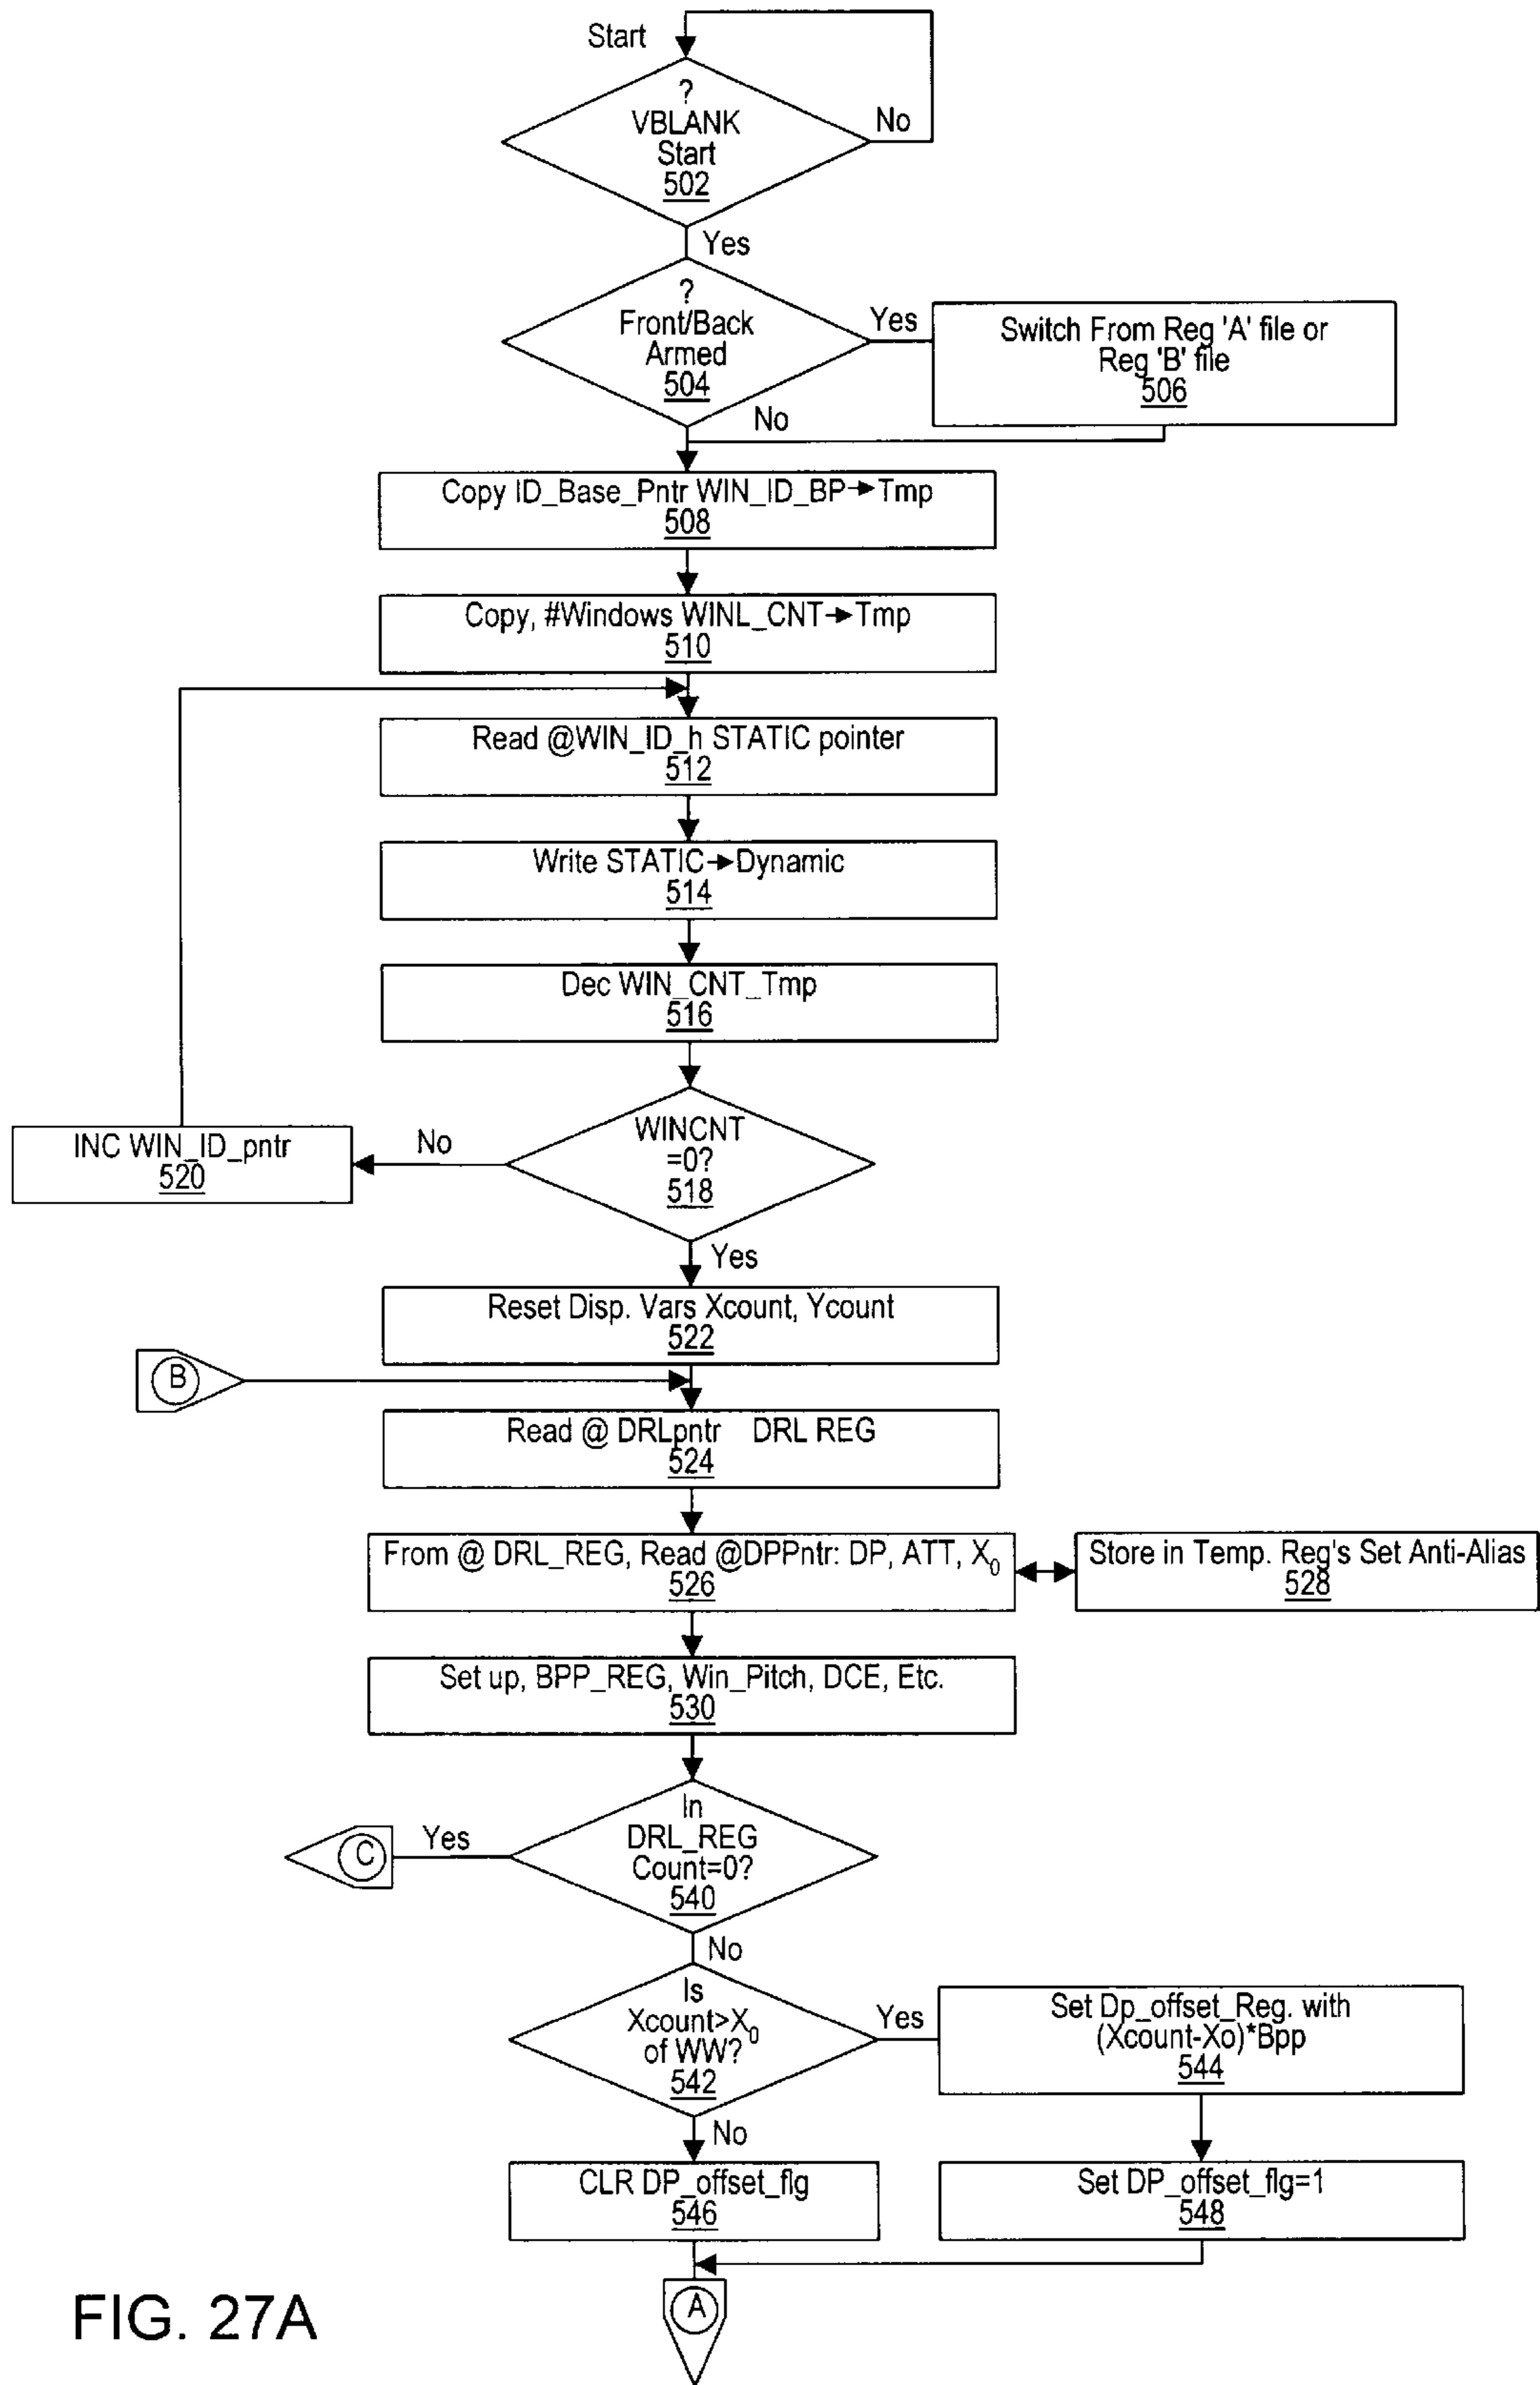 Start
?
VBLANK
Start
502
No
Yes
?
Front/Back
Armed
504
Yes
Switch From Reg 'A' file or
Reg 'B' file
506
No
Copy ID_Base_Pntr WIN_ID_BP→Tmp
508
Copy, #Windows WINL_CNT→Tmp
510
Read @WIN_ID_h STATIC pointer
512
Write STATIC→Dynamic
514
Dec WIN_CNT_Tmp
516
WINCNT
=0?
518
No
INC WIN_ID_pntr
520
Yes
Reset Disp. Vars Xcount, Ycount
522
B
Read @ DRLpntr DRL REG
524
From @ DRL_REG, Read @DPPntr: DP, ATT, X₀
526
Store in Temp. Reg's Set Anti-Alias
528
Set up, BPP_REG, Win_Pitch, DCE, Etc.
530
In
DRL_REG
Count=0?
540
Yes
C
No
Is
Xcount>X₀
of WW?
542
Yes
Set Dp_offset_Reg. with
(Xcount-Xo)*Bpp
544
No
CLR DP_offset_flg
546
Set DP_offset_flg=1
548
A
FIG. 27A